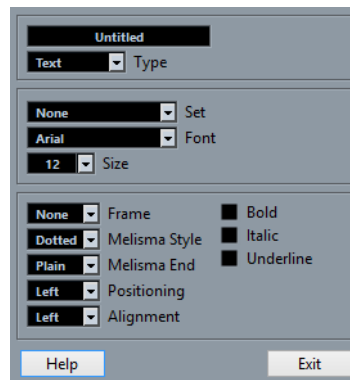 Untitled
Text Type
None Set
Arial Font
12 Size
None Frame Bold
Dotted Melisma Style Italic
Plain Melisma End Underline
Left Positioning
Left Alignment
Help Exit